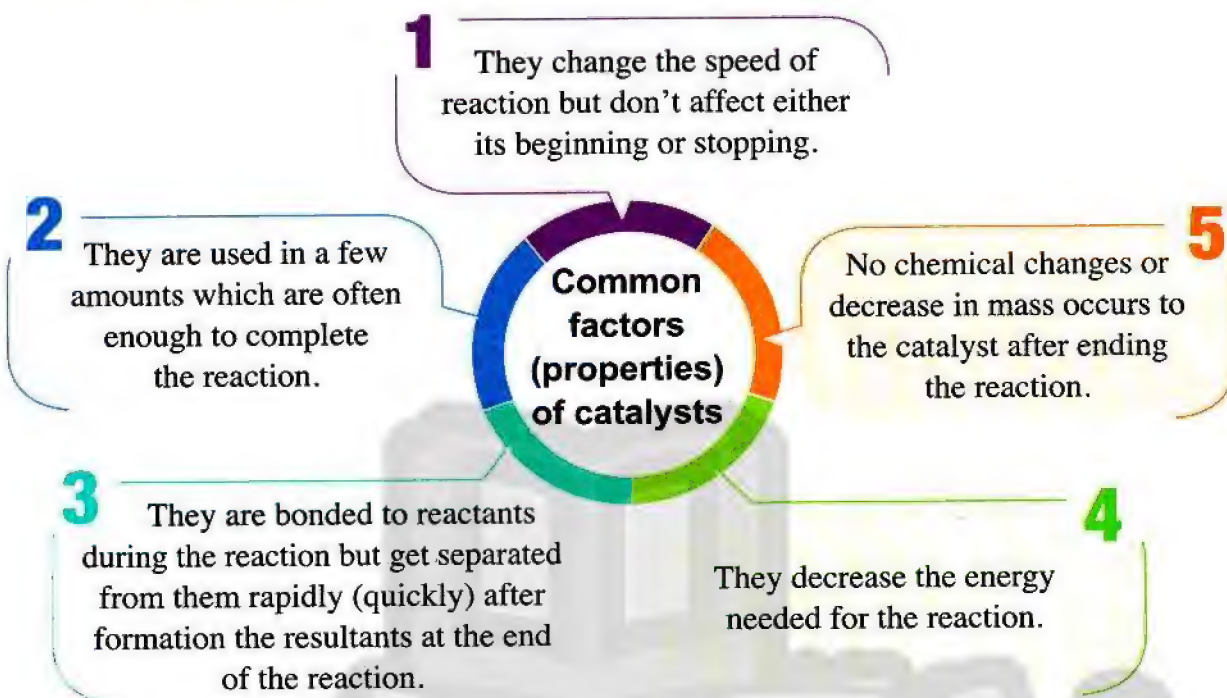 Common
factors
(properties)
of catalysts
1
They change the speed of
reaction but don't affect either
its beginning or stopping.
2
They are used in a few
amounts which are often
enough to complete
the reaction.
3
They are bonded to reactants
during the reaction but get separated
from them rapidly (quickly) after
formation the resultants at the end
of the reaction.
4
They decrease the energy
needed for the reaction.
5
No chemical changes or
decrease in mass occurs to
the catalyst after ending
the reaction.